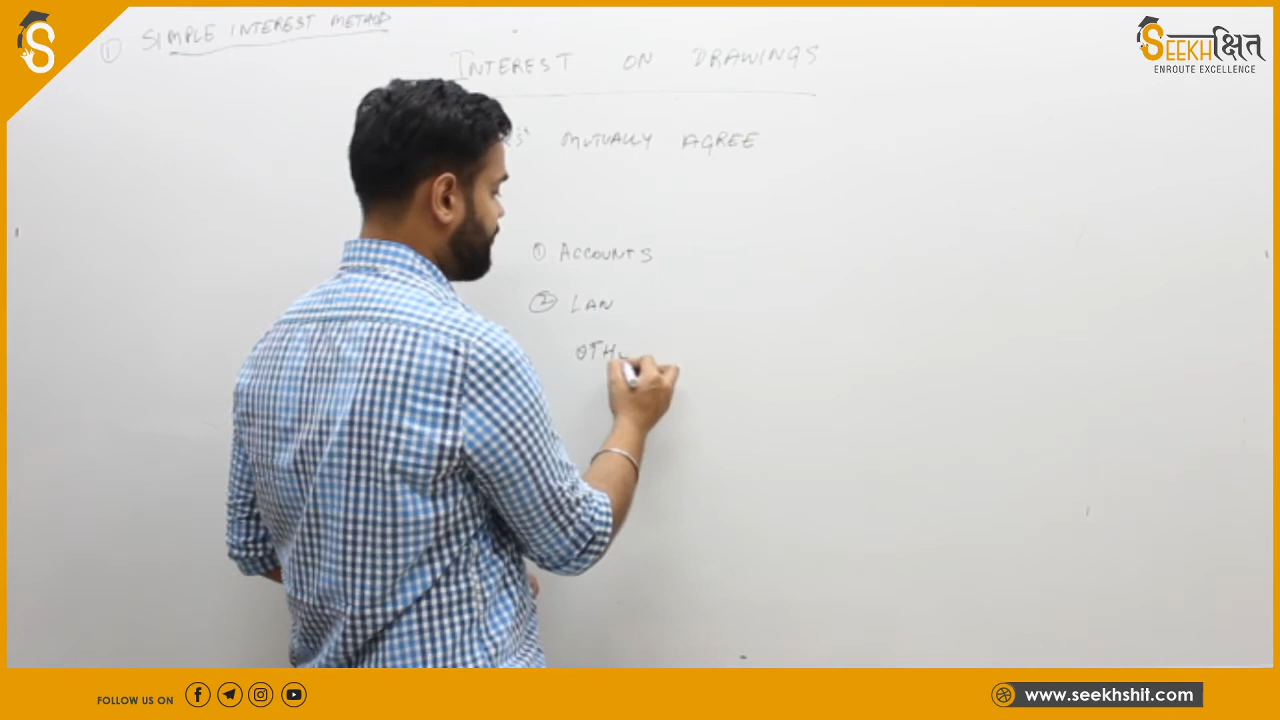 ① SIMPLE INTEREST METHOD
INTEREST ON DRAWINGS
MUTUALLY AGREE
① ACCOUNTS
② LAN
OTH
S
SEEKHक्षित
ENROUTE EXCELLENCE
FOLLOW US ON
www.seekhshit.com